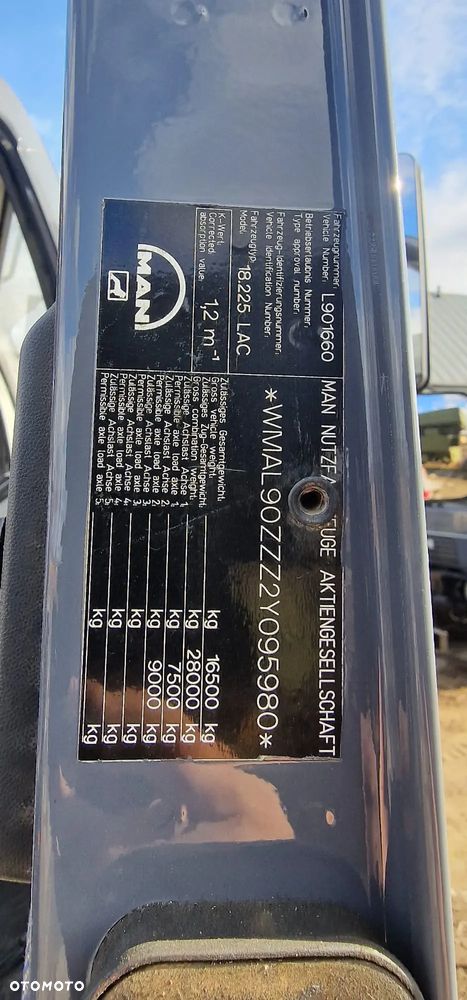 MAN NUTZFA UGE AKTIENGESELLSCHAFT
Fahrzeugnummer.
Vehicle Number. L901660
Betriebserlaubnis Nummer.
Type approval number.
Fahrzeug-Identifizierungsnummer.
Vehicle Identification Number.
*WMAL90ZZZ2Y095980*
Fahrzeugtyp.
Model. 18.225 LAC
K-Wert.
Corrected
absorption value. 1,2 m⁻¹
MAN
Zulässiges Gesamtgewicht.
Gross vehicle weight. kg 16500
Zulässiges Zug-Gesamtgewicht.
Gross combination weight. kg 28000
Zulässige Achslast Achse 1.
Permissible axle load axle 1. kg 7500
Zulässige Achslast Achse 2.
Permissible axle load axle 2. kg 9000
Zulässige Achslast Achse 3.
Permissible axle load axle 3. kg kg
Zulässige Achslast Achse 4.
Permissible axle load axle 4. kg kg
Zulässige Achslast Achse 5.
Permissible axle load axle 5. kg kg
OTOMOTO